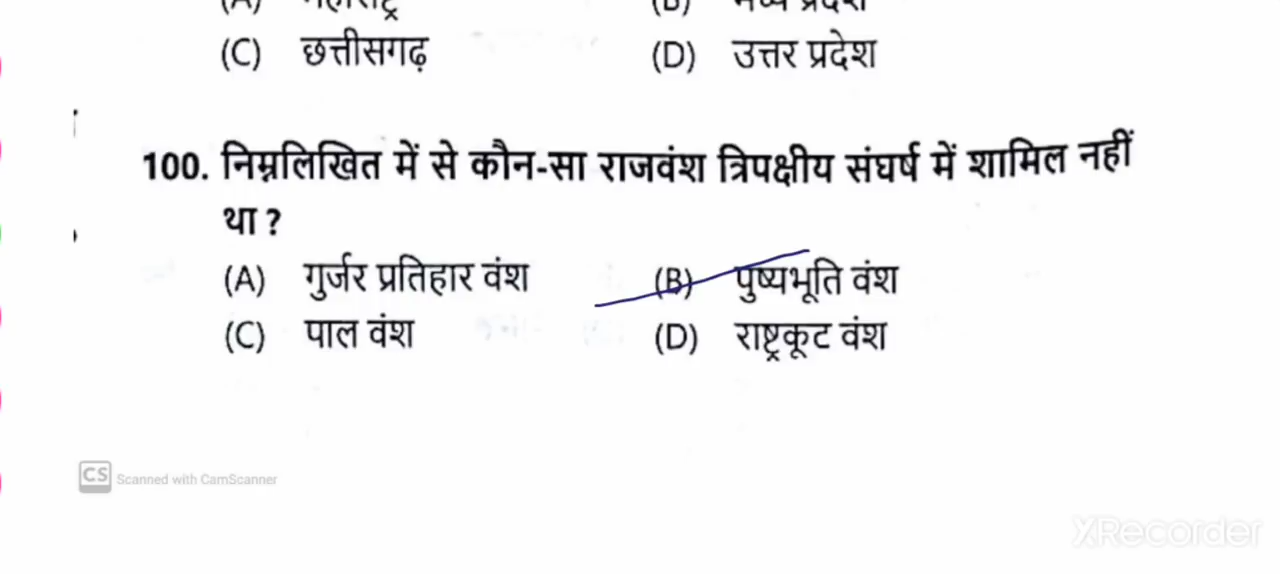 (C) छत्तीसगढ़ (D) उत्तर प्रदेश
100. निम्नलिखित में से कौन-सा राजवंश त्रिपक्षीय संघर्ष में शामिल नहीं
था ?
(A) गुर्जर प्रतिहार वंश (B) पुष्यभूति वंश
(C) पाल वंश (D) राष्ट्रकूट वंश
CS Scanned with CamScanner
XRecorder